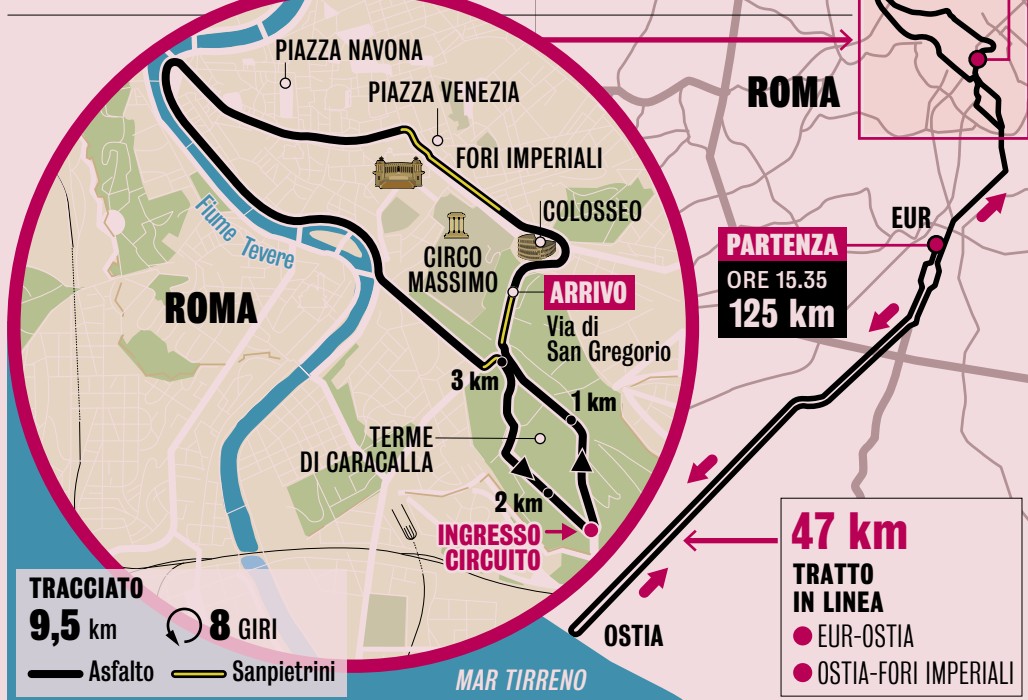 PIAZZA NAVONA
PIAZZA VENEZIA
FORI IMPERIALI
COLOSSEO
CIRCO
MASSIMO
ARRIVO
Via di
San Gregorio
Fiume Tevere
ROMA
3 km
1 km
TERME
DI CARACALLA
2 km
INGRESSO
CIRCUITO
ROMA
EUR
PARTENZA
ORE 15.35
125 km
47 km
TRATTO
IN LINEA
EUR-OSTIA
OSTIA-FORI IMPERIALI
OSTIA
MAR TIRRENO
TRACCIATO
9,5 km 8 GIRI
Asfalto Sanpietrini